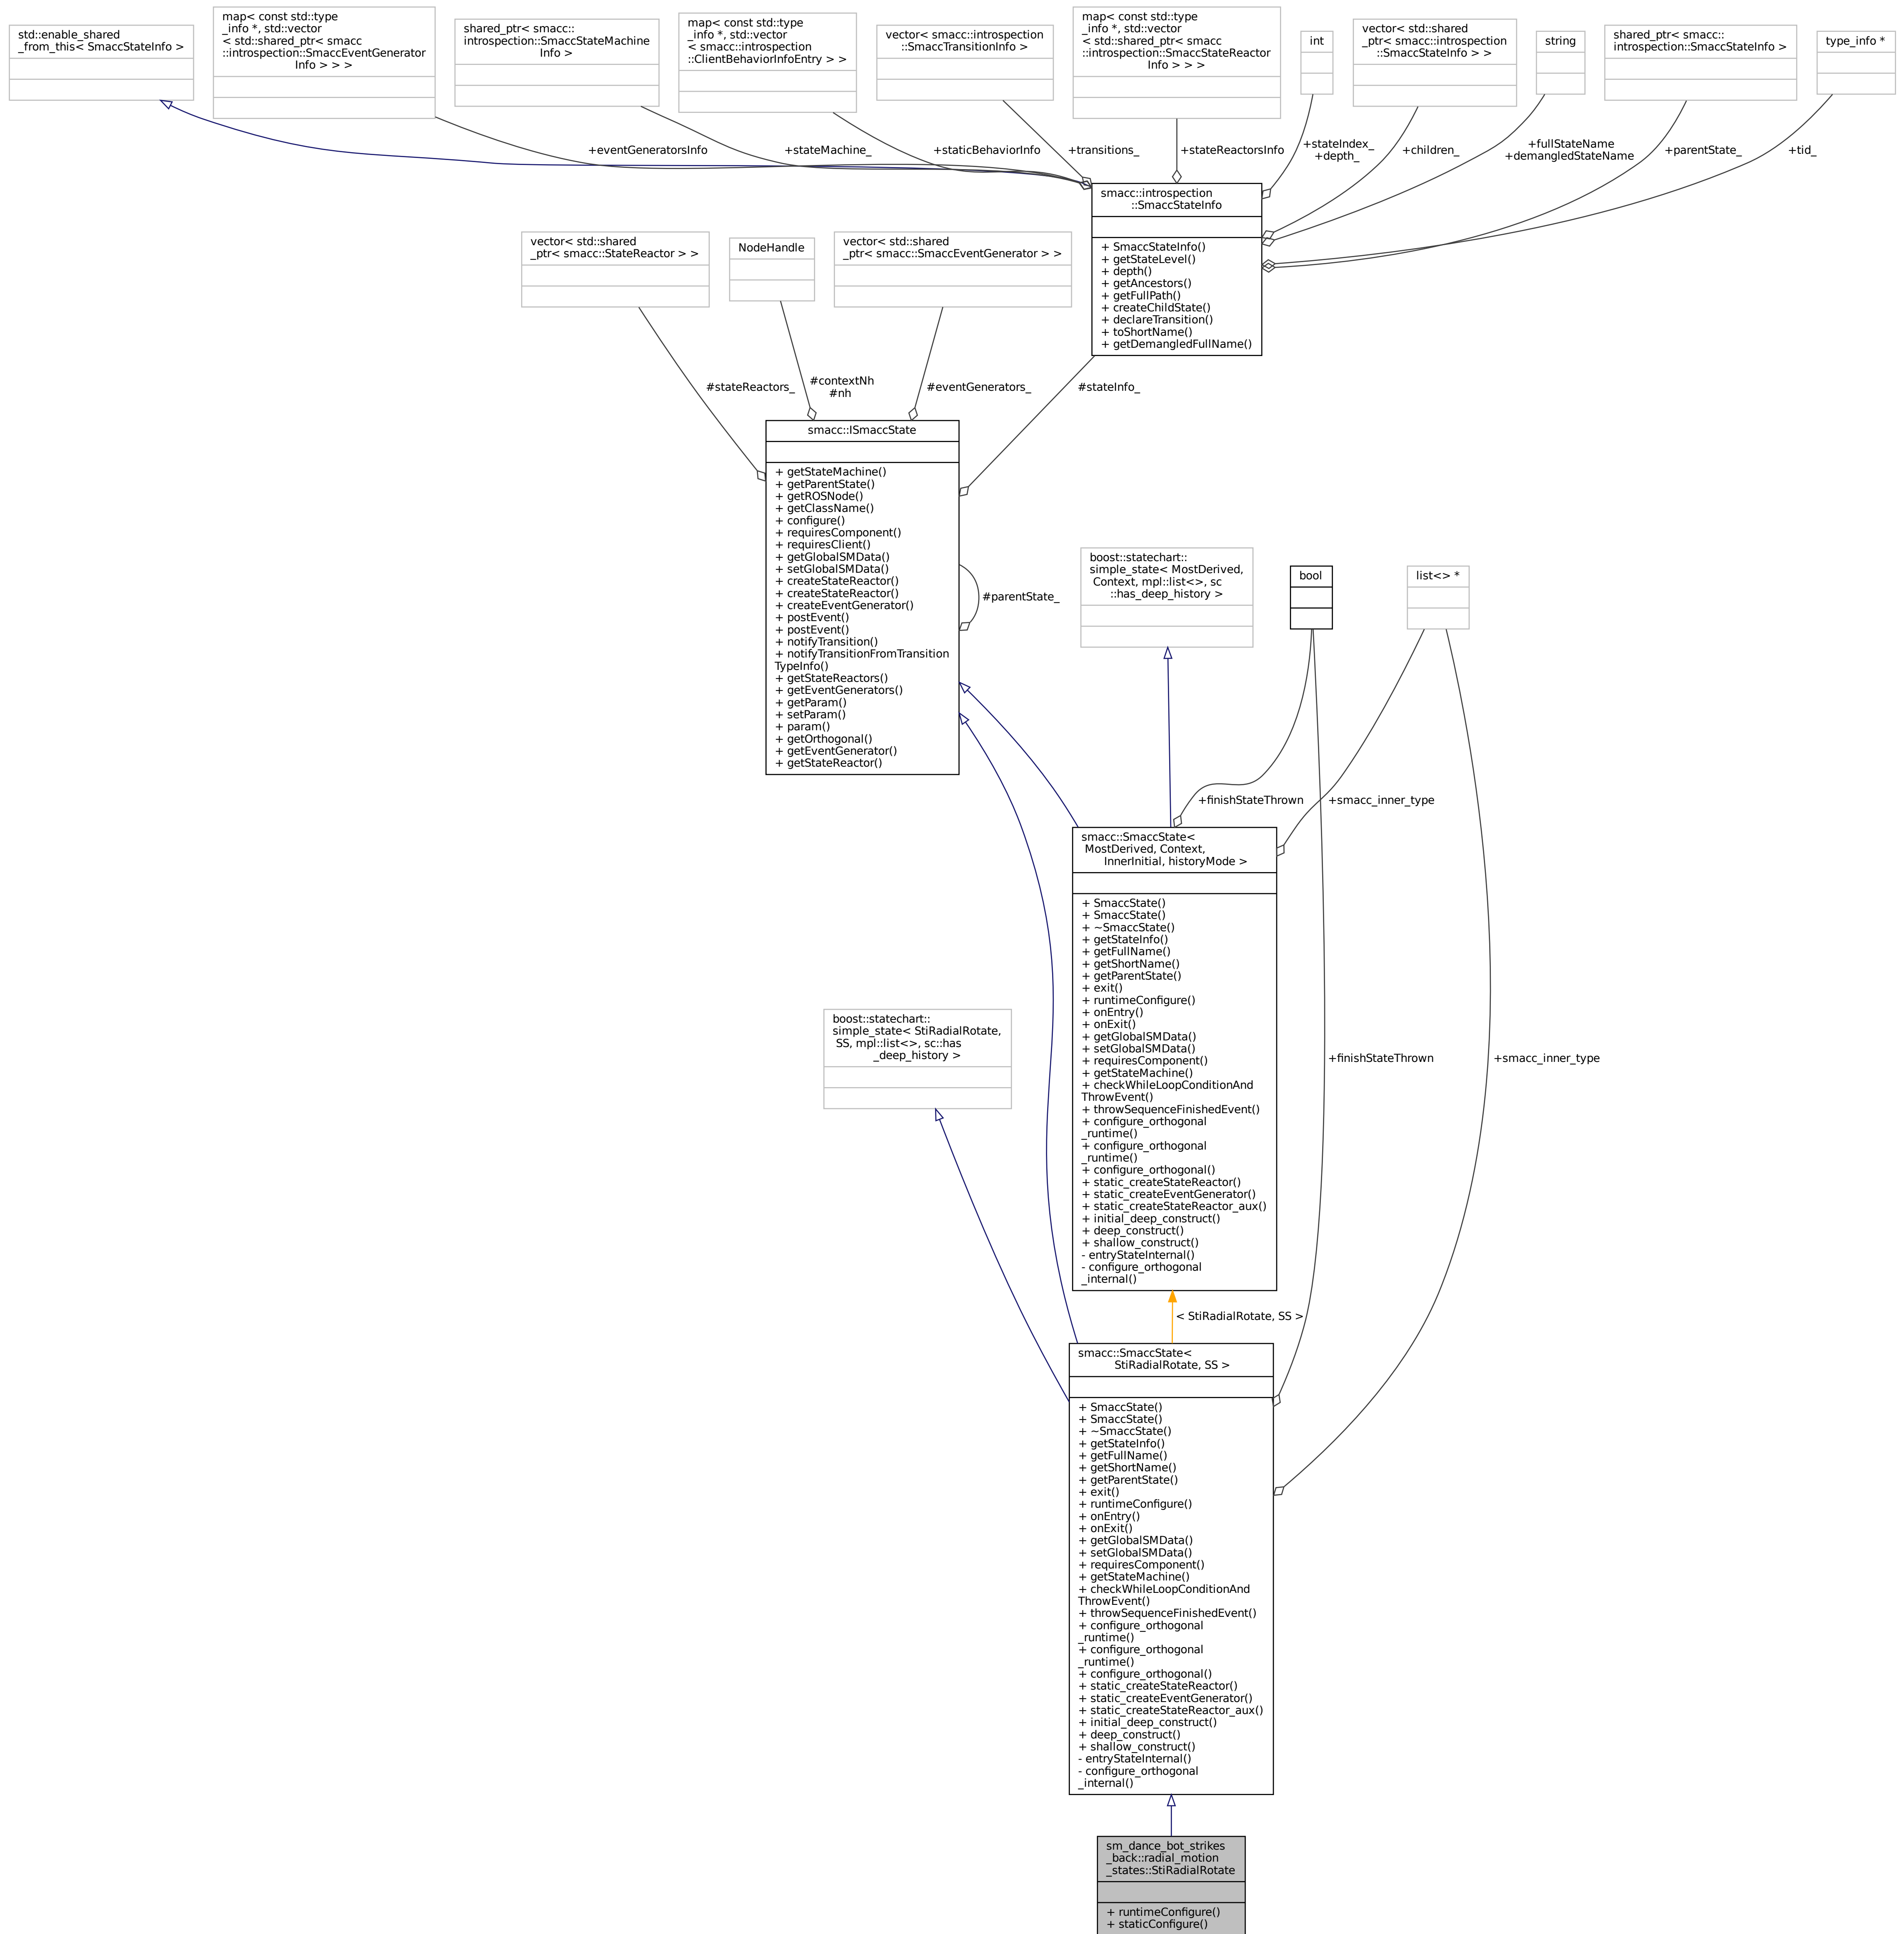 std::enable_shared
_from_this< SmaccStateInfo >
map< const std::type
_info *, std::vector
< std::shared_ptr< smacc
::introspection::SmaccEventGenerator
Info > > >
shared_ptr< smacc::
introspection::SmaccStateMachine
Info >
map< const std::type
_info *, std::vector
< smacc::introspection
::ClientBehaviorInfoEntry > >
vector< smacc::introspection
::SmaccTransitionInfo >
map< const std::type
_info *, std::vector
< std::shared_ptr< smacc
::introspection::SmaccStateReactor
Info > > >
int
vector< std::shared
_ptr< smacc::introspection
::SmaccStateInfo > >
string
shared_ptr< smacc::
introspection::SmaccStateInfo >
type_info *
+eventGeneratorsInfo
+stateMachine_
+staticBehaviorInfo
+transitions_
+stateReactorsInfo
+stateIndex_
+depth_
+children_
+fullStateName
+demangledStateName
+parentState_
+tid_
smacc::introspection
::SmaccStateInfo
+ SmaccStateInfo()
+ getStateLevel()
+ depth()
+ getAncestors()
+ getFullPath()
+ createChildState()
+ declareTransition()
+ toShortName()
+ getDemangledFullName()
vector< std::shared
_ptr< smacc::StateReactor > >
NodeHandle
vector< std::shared
_ptr< smacc::SmaccEventGenerator > >
#stateReactors_
#contextNh
#nh
#eventGenerators_
#stateInfo_
smacc::ISmaccState
+ getStateMachine()
+ getParentState()
+ getROSNode()
+ getClassName()
+ configure()
+ requiresComponent()
+ requiresClient()
+ getGlobalSMData()
+ setGlobalSMData()
+ createStateReactor()
+ createStateReactor()
+ createEventGenerator()
+ postEvent()
+ postEvent()
+ notifyTransition()
+ notifyTransitionFromTransition
TypeInfo()
+ getStateReactors()
+ getEventGenerators()
+ getParam()
+ setParam()
+ param()
+ getOrthogonal()
+ getEventGenerator()
+ getStateReactor()
#parentState_
boost::statechart::
simple_state< MostDerived,
Context, mpl::list<>, sc
::has_deep_history >
bool
list<> *
+finishStateThrown
+smacc_inner_type
smacc::SmaccState<
MostDerived, Context,
InnerInitial, historyMode >
+ SmaccState()
+ SmaccState()
+ ~SmaccState()
+ getStateInfo()
+ getFullName()
+ getShortName()
+ getParentState()
+ exit()
+ runtimeConfigure()
+ onEntry()
+ onExit()
+ getGlobalSMData()
+ setGlobalSMData()
+ requiresComponent()
+ getStateMachine()
+ checkWhileLoopConditionAnd
ThrowEvent()
+ throwSequenceFinishedEvent()
+ configure_orthogonal
_runtime()
+ configure_orthogonal
_runtime()
+ configure_orthogonal()
+ static_createStateReactor()
+ static_createEventGenerator()
+ static_createStateReactor_aux()
+ initial_deep_construct()
+ deep_construct()
+ shallow_construct()
- entryStateInternal()
- configure_orthogonal
_internal()
boost::statechart::
simple_state< StiRadialRotate,
SS, mpl::list<>, sc::has
_deep_history >
+finishStateThrown
+smacc_inner_type
< StiRadialRotate, SS >
smacc::SmaccState<
StiRadialRotate, SS >
+ SmaccState()
+ SmaccState()
+ ~SmaccState()
+ getStateInfo()
+ getFullName()
+ getShortName()
+ getParentState()
+ exit()
+ runtimeConfigure()
+ onEntry()
+ onExit()
+ getGlobalSMData()
+ setGlobalSMData()
+ requiresComponent()
+ getStateMachine()
+ checkWhileLoopConditionAnd
ThrowEvent()
+ throwSequenceFinishedEvent()
+ configure_orthogonal
_runtime()
+ configure_orthogonal
_runtime()
+ configure_orthogonal()
+ static_createStateReactor()
+ static_createEventGenerator()
+ static_createStateReactor_aux()
+ initial_deep_construct()
+ deep_construct()
+ shallow_construct()
- entryStateInternal()
- configure_orthogonal
_internal()
sm_dance_bot_strikes
_back::radial_motion
_states::StiRadialRotate
+ runtimeConfigure()
+ staticConfigure()